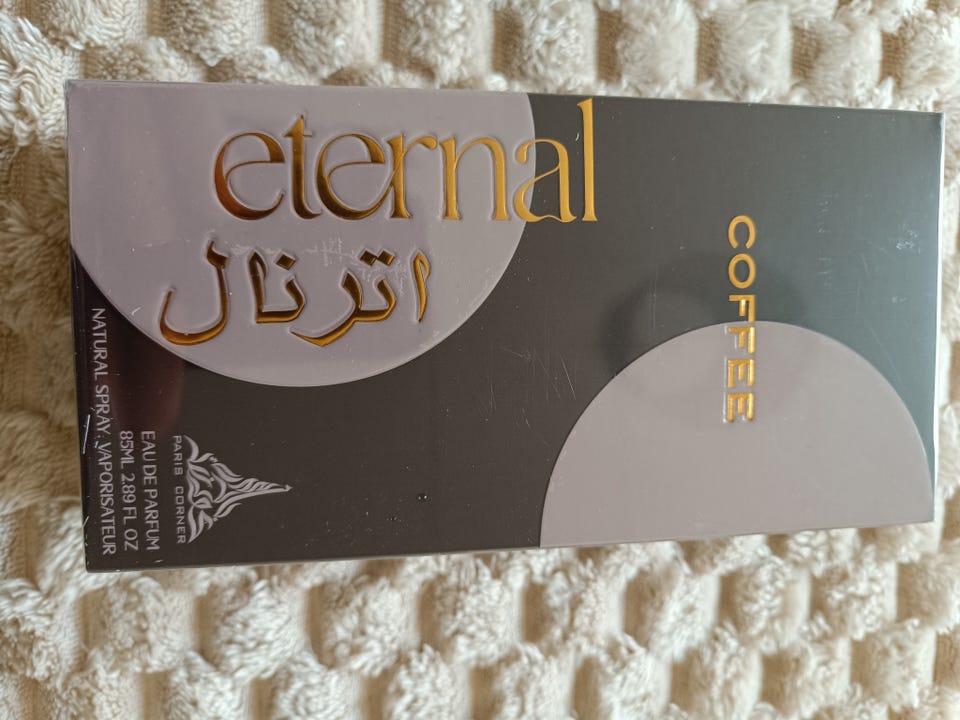 eternal
اترنال
COFFEE
PARIS CORNER
EAU DE PARFUM
85ML 2.89 FL OZ
NATURAL SPRAY. VAPORISATEUR